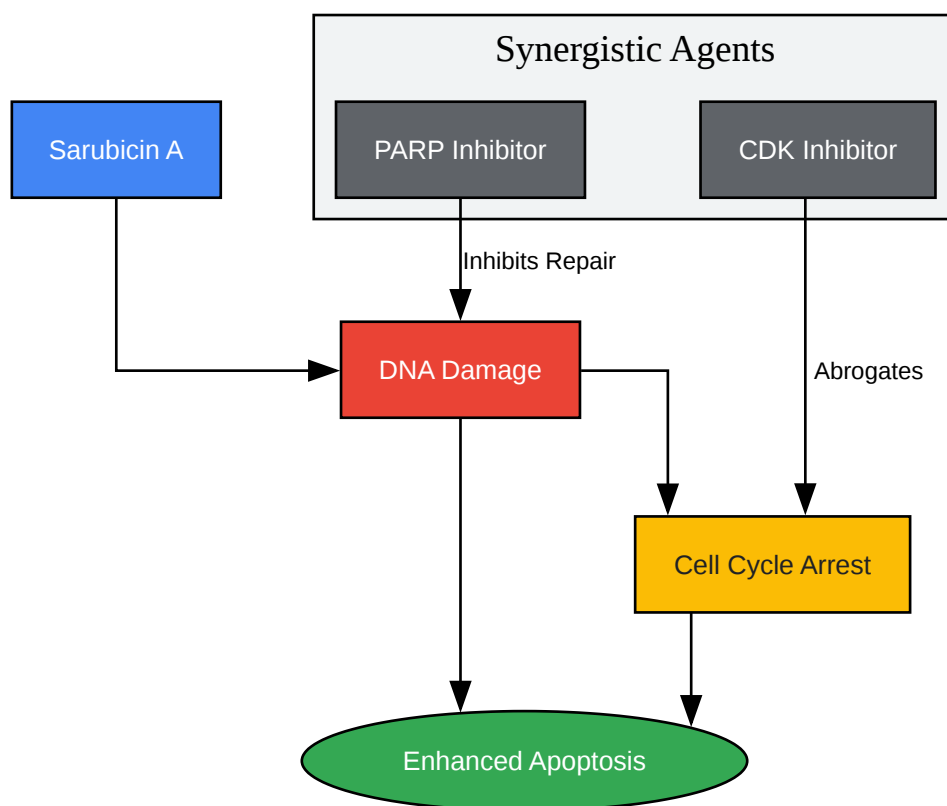 Synergistic Agents
Sarubicin A
PARP Inhibitor
CDK Inhibitor
Inhibits Repair
DNA Damage
Abrogates
Cell Cycle Arrest
Enhanced Apoptosis